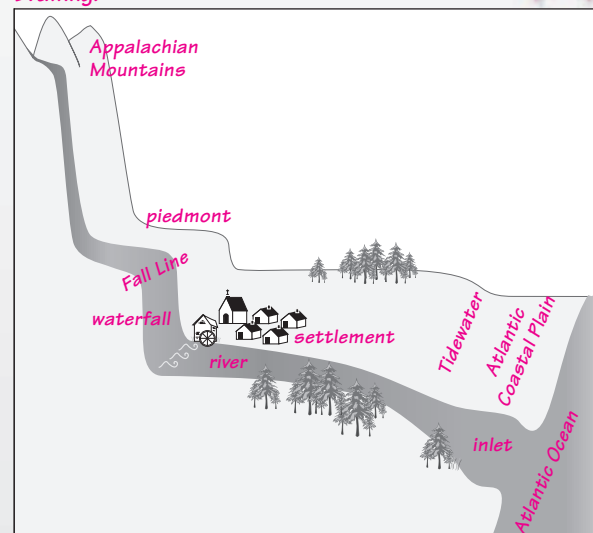 Appalachian
Mountains
piedmont
Fall Line
waterfall
settlement
river
Tidewater
Atlantic
Coastal Plain
inlet
Atlantic Ocean